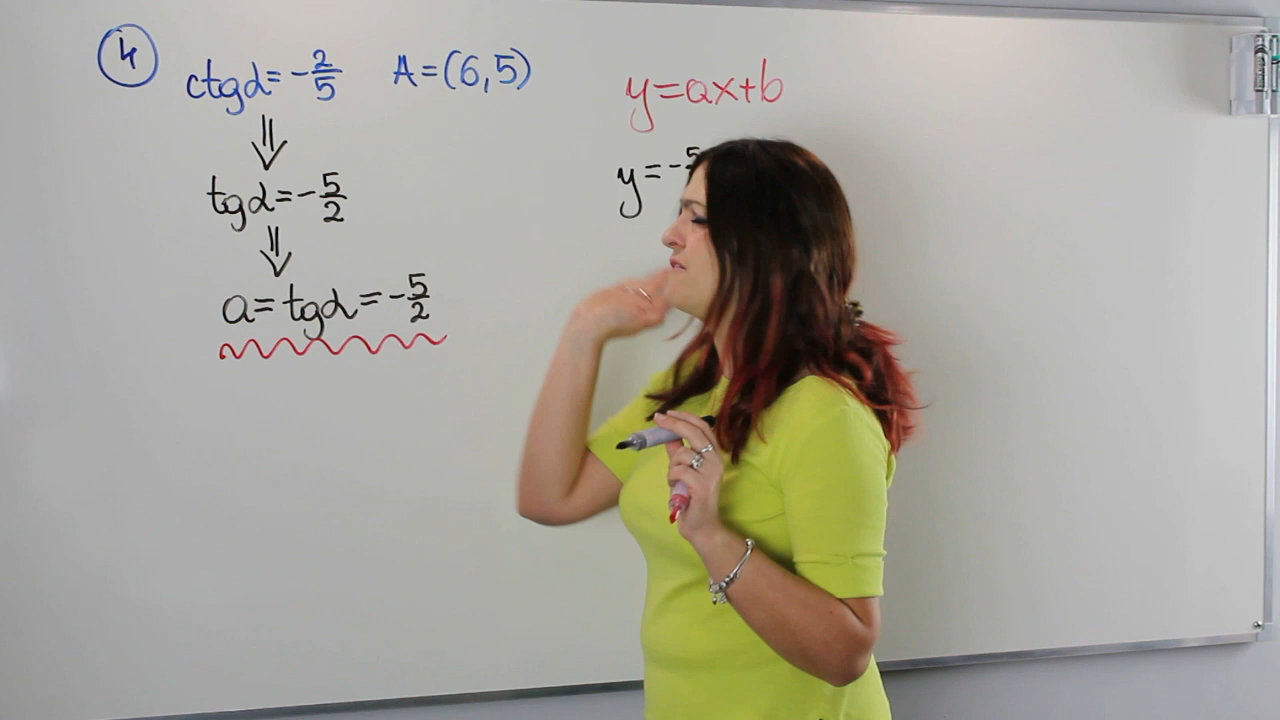 4
ctgα=-2/5 A=(6,5)
⇓
tgα=-5/2
⇓
a=tgα=-5/2
y=ax+b
y=-5